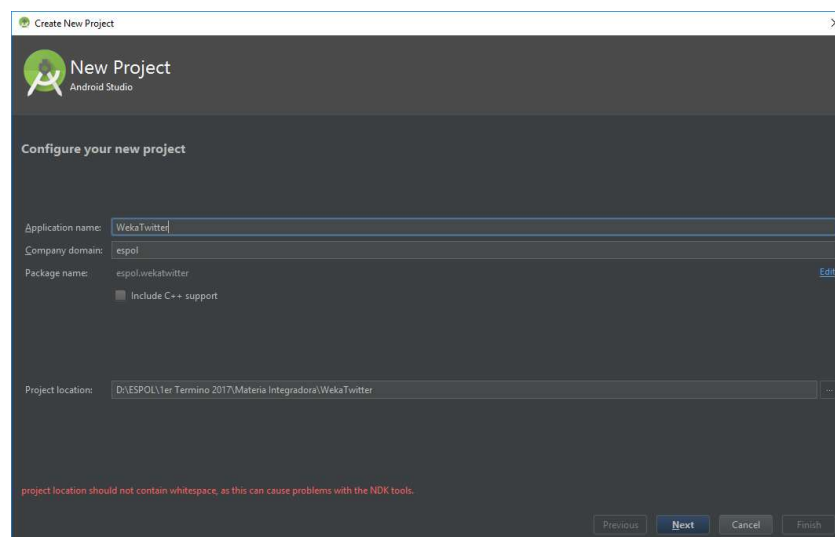 Create New Project
New Project
Android Studio
Configure your new project
Application name: WekaTwitter
Company domain: espol
Package name: espol.wekatwitter Edit
Include C++ support
Project location: D:\ESPOL\1er Termino 2017\Materia Integradora\WekaTwitter ...
project location should not contain whitespace, as this can cause problems with the NDK tools.
Previous Next Cancel Finish